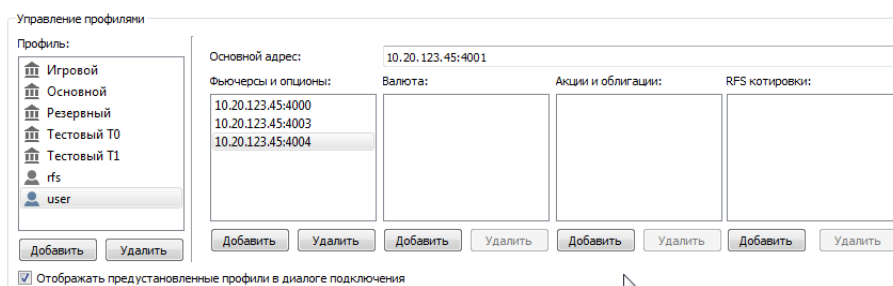 Управление профилями
Профиль:
Игровой
Основной
Резервный
Тестовый T0
Тестовый T1
rfs
user
Добавить Удалить
Основной адрес: 10.20.123.45:4001
Фьючерсы и опционы: Валюта: Акции и облигации: RFS котировки:
10.20.123.45:4000
10.20.123.45:4003
10.20.123.45:4004
Добавить Удалить Добавить Удалить Добавить Удалить Добавить Удалить
Отображать предустановленные профили в диалоге подключения